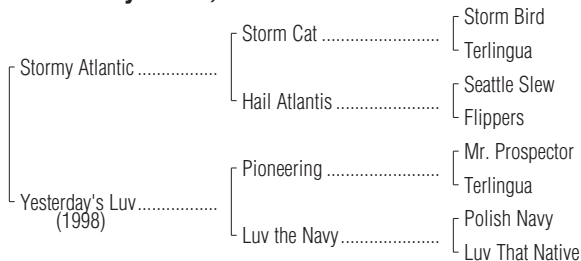 Storm Bird
Storm Cat ........................
Terlingua
Stormy Atlantic ................
Seattle Slew
Hail Atlantis .....................
Flippers
Mr. Prospector
Pioneering .......................
Terlingua
Yesterday's Luv................
(1998)
Polish Navy
Luv the Navy....................
Luv That Native